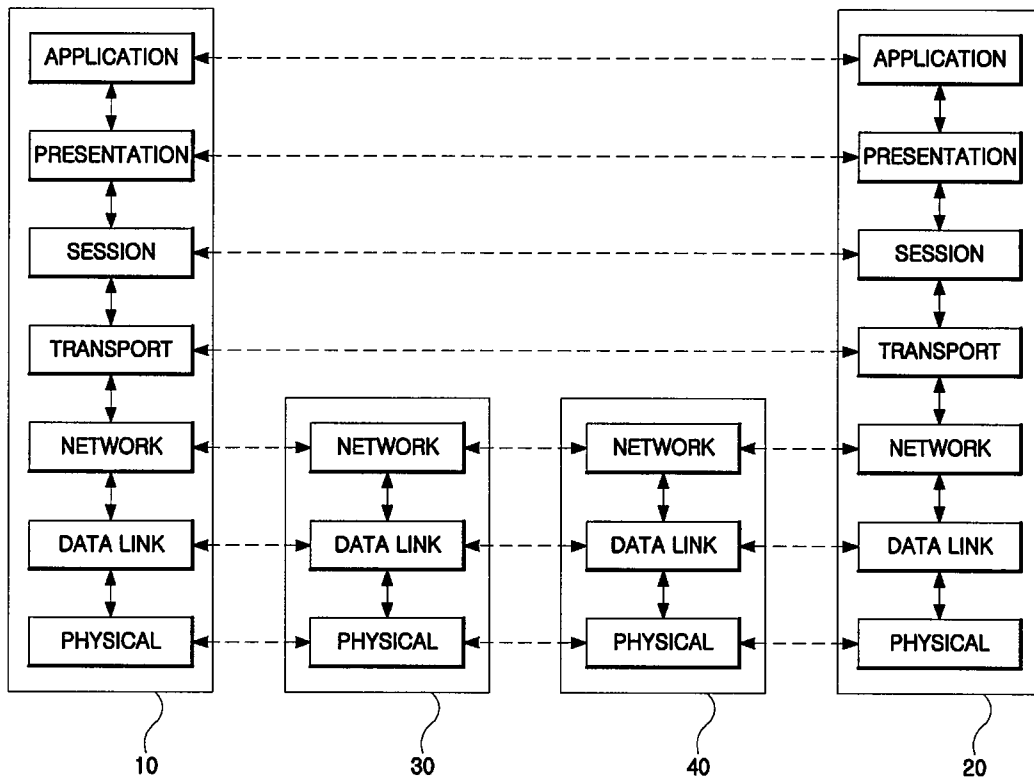 APPLICATION APPLICATION
PRESENTATION PRESENTATION
SESSION SESSION
TRANSPORT TRANSPORT
NETWORK NETWORK NETWORK NETWORK
DATA LINK DATA LINK DATA LINK DATA LINK
PHYSICAL PHYSICAL PHYSICAL PHYSICAL
10 30 40 20